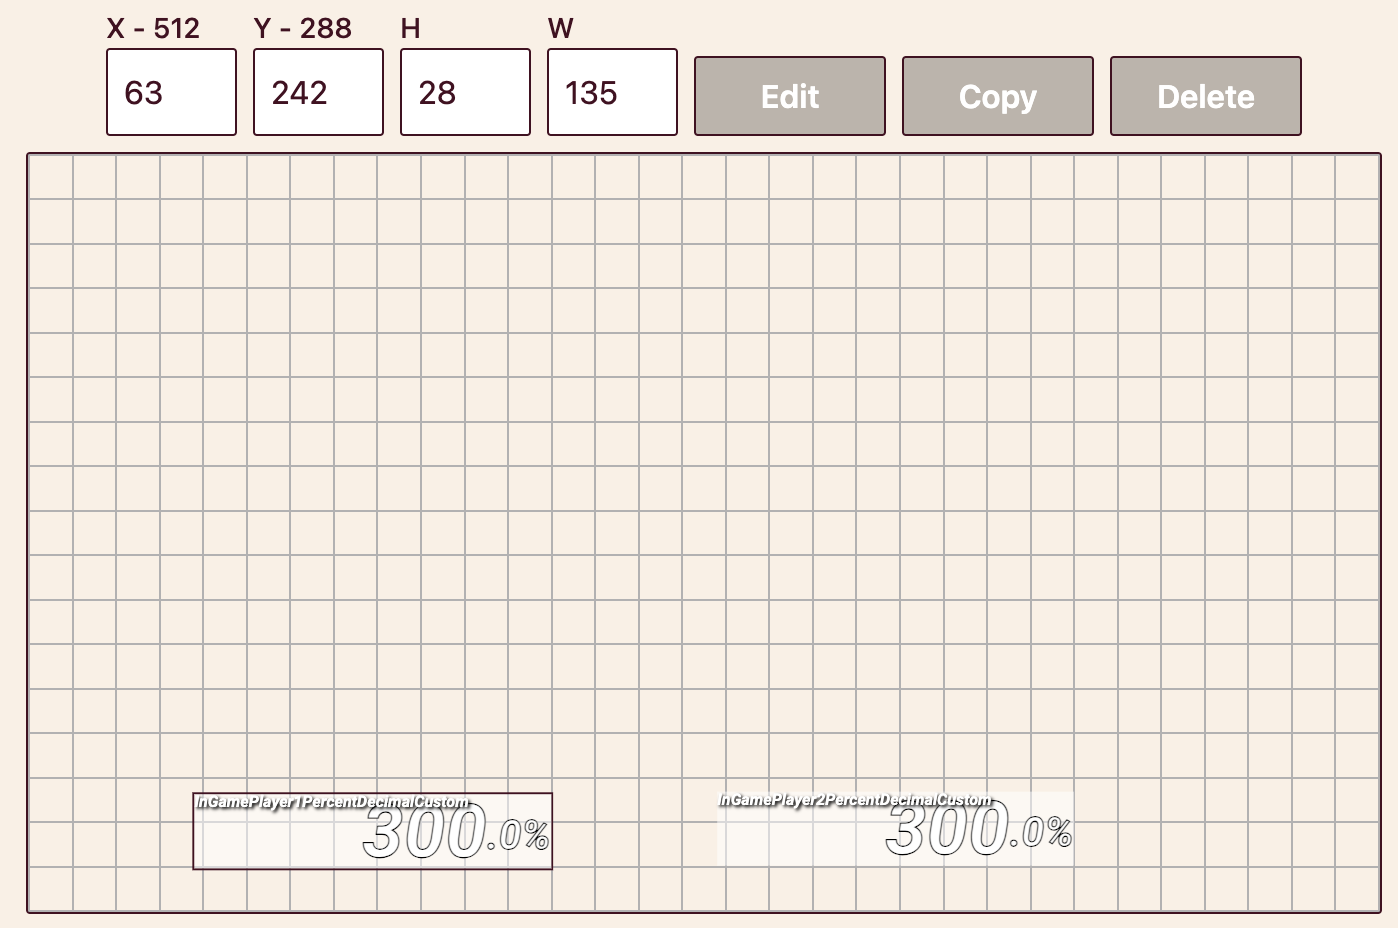 X - 512 Y - 288 H W
63 242 28 135 Edit Copy Delete
InGamePlayer1PercentDecimalCustom InGamePlayer2PercentDecimalCustom
300.0% 300.0%